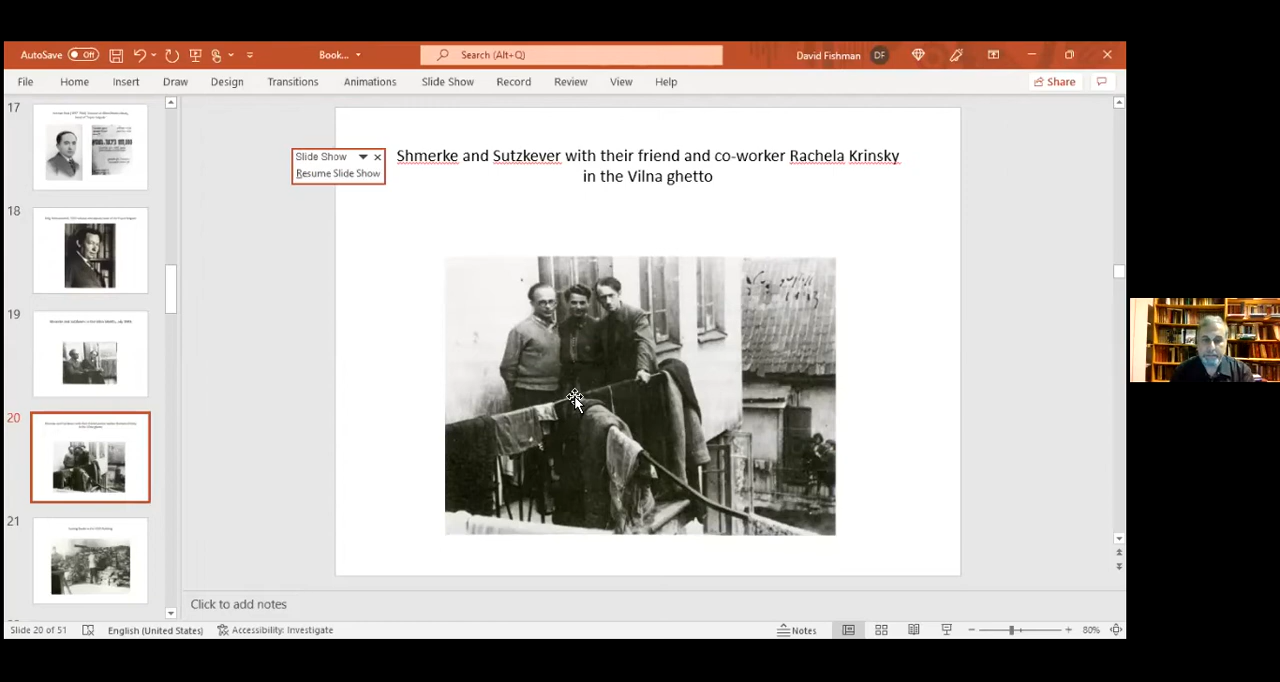 AutoSave Off Book... Search (Alt+Q) David Fishman DF
File Home Insert Draw Design Transitions Animations Slide Show Record Review View Help Share
17
18
19
20
21
Slide Show
Resume Slide Show
Shmerke and Sutzkever with their friend and co-worker Rachela Krinsky
in the Vilna ghetto
Click to add notes
Slide 20 of 51 English (United States) Accessibility: Investigate Notes 80%